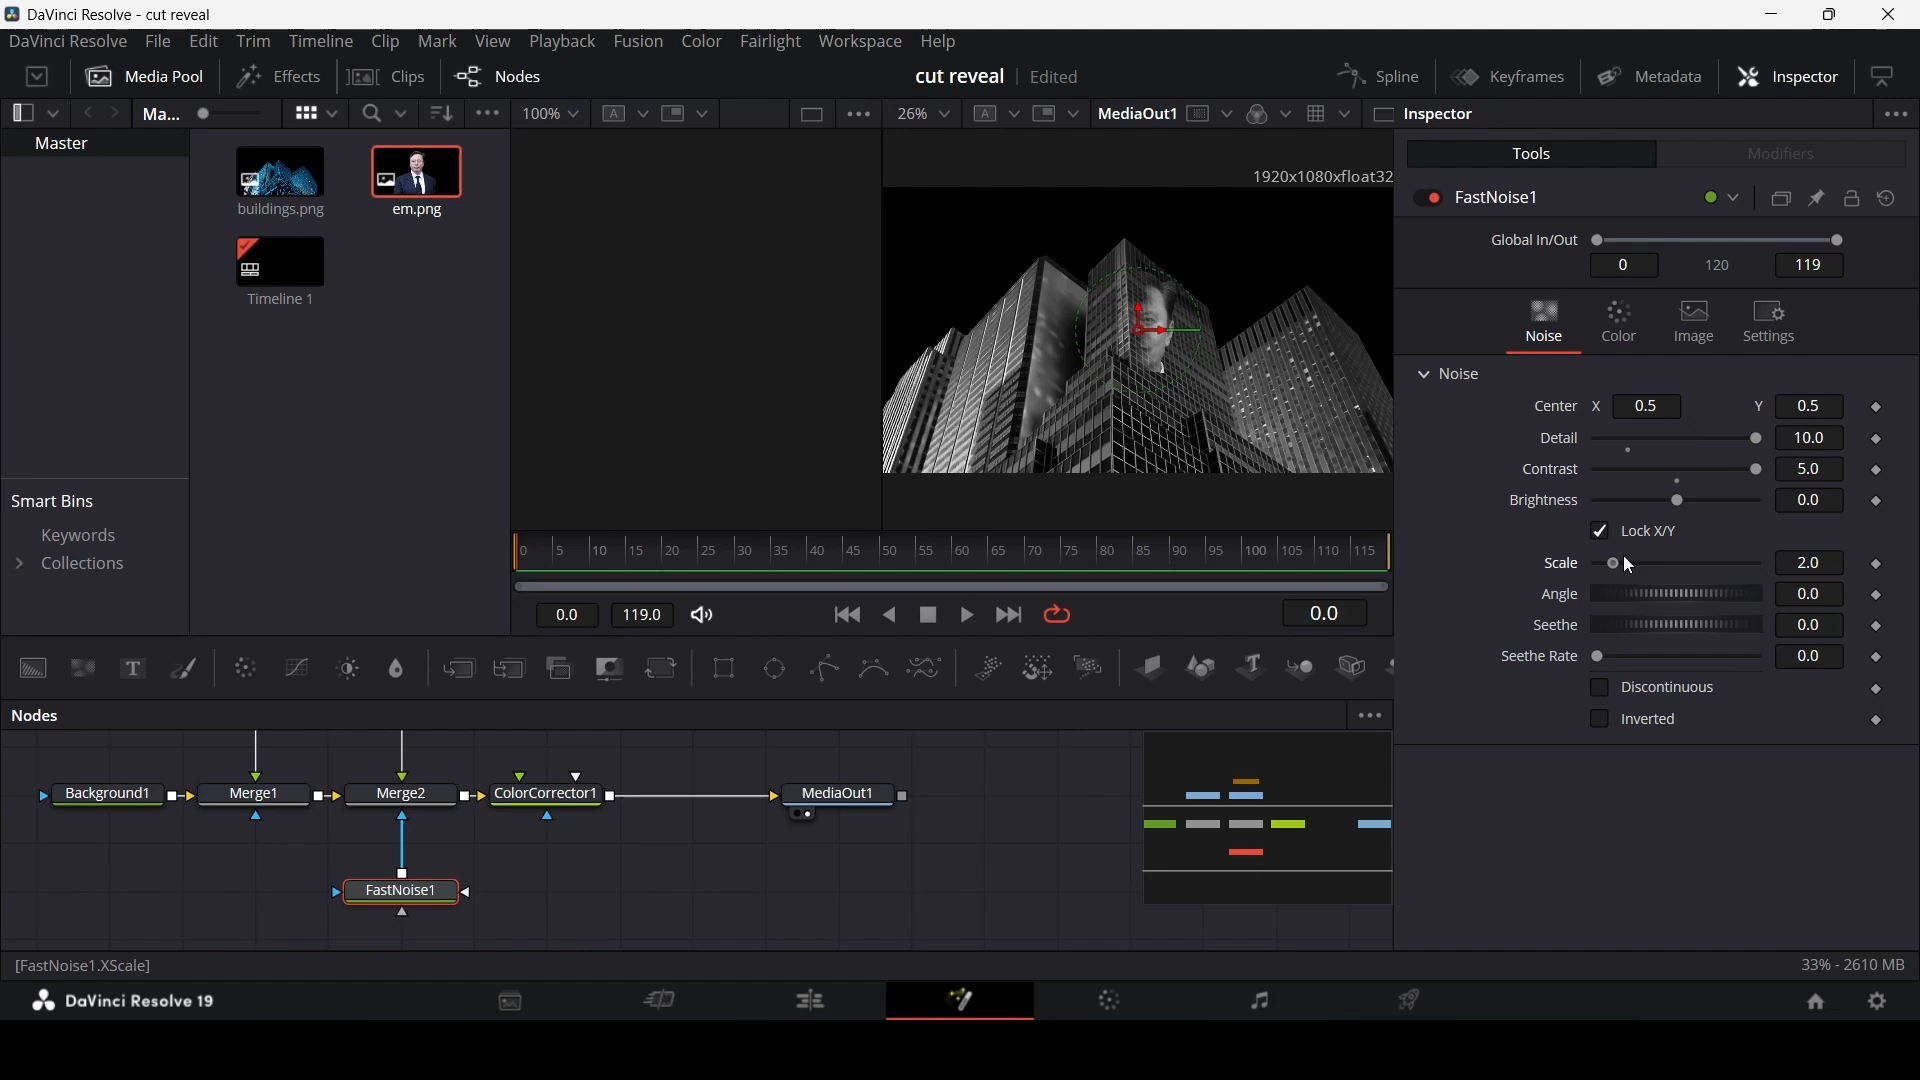 DaVinci Resolve - cut reveal
DaVinci Resolve File Edit Trim Timeline Clip Mark View Playback Fusion Color Fairlight Workspace Help
Media Pool Effects Clips Nodes cut reveal Edited Spline Keyframes Metadata Inspector
Ma... 100% A 26% A MediaOut1 Inspector
Master
buildings.png
em.png
Timeline 1
Smart Bins
Keywords
Collections
1920x1080xfloat32
0 5 10 15 20 25 30 35 40 45 50 55 60 65 70 75 80 85 90 95 100 105 110 115
0.0 119.0 0.0
T
Nodes
Background1 Merge1 Merge2 ColorCorrector1 MediaOut1
FastNoise1
Tools Modifiers
FastNoise1
Global In/Out
0 120 119
Noise Color Image Settings
Noise
Center X 0.5 Y 0.5
Detail 10.0
Contrast 5.0
Brightness 0.0
Lock X/Y
Scale 2.0
Angle 0.0
Seethe 0.0
Seethe Rate 0.0
Discontinuous
Inverted
[FastNoise1.XScale] 33% - 2610 MB
DaVinci Resolve 19